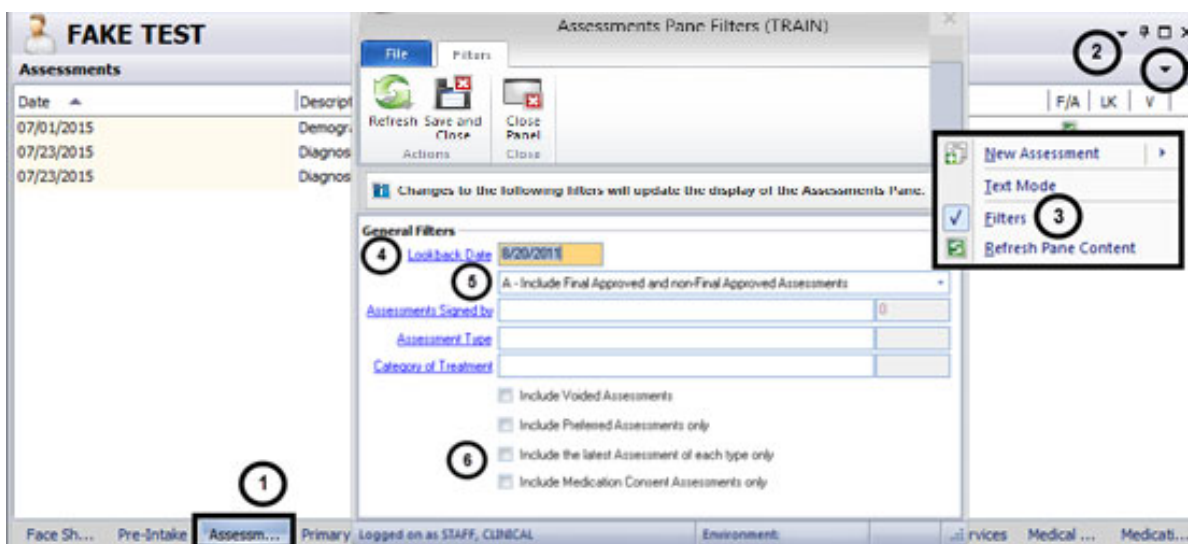 FAKE TEST
Assessments
Date
Descript
07/01/2015
Demogra
07/23/2015
Diagnos
07/23/2015
Diagnos
Assessments Pane Filters (TRAIN)
File
Filters
Refresh
Save and Close
Close Panel
Actions
Close
Changes to the following filters will update the display of the Assessments Pane.
General Filters
4
Lookback Date
8/20/2011
5
A - Include Final Approved and non-Final Approved Assessments
Assessments Signed by
0
Assessment Type
Category of Treatment
Include Voided Assessments
Include Preferred Assessments only
6
Include the latest Assessment of each type only
Include Medication Consent Assessments only
2
F/A
LK
V
New Assessment
Text Mode
Filters
3
Refresh Pane Content
1
Face Sh...
Pre-Intake
Assessm...
Primary
Logged on as STAFF, CLINICAL
Environment:
rvices
Medical ...
Medicati...